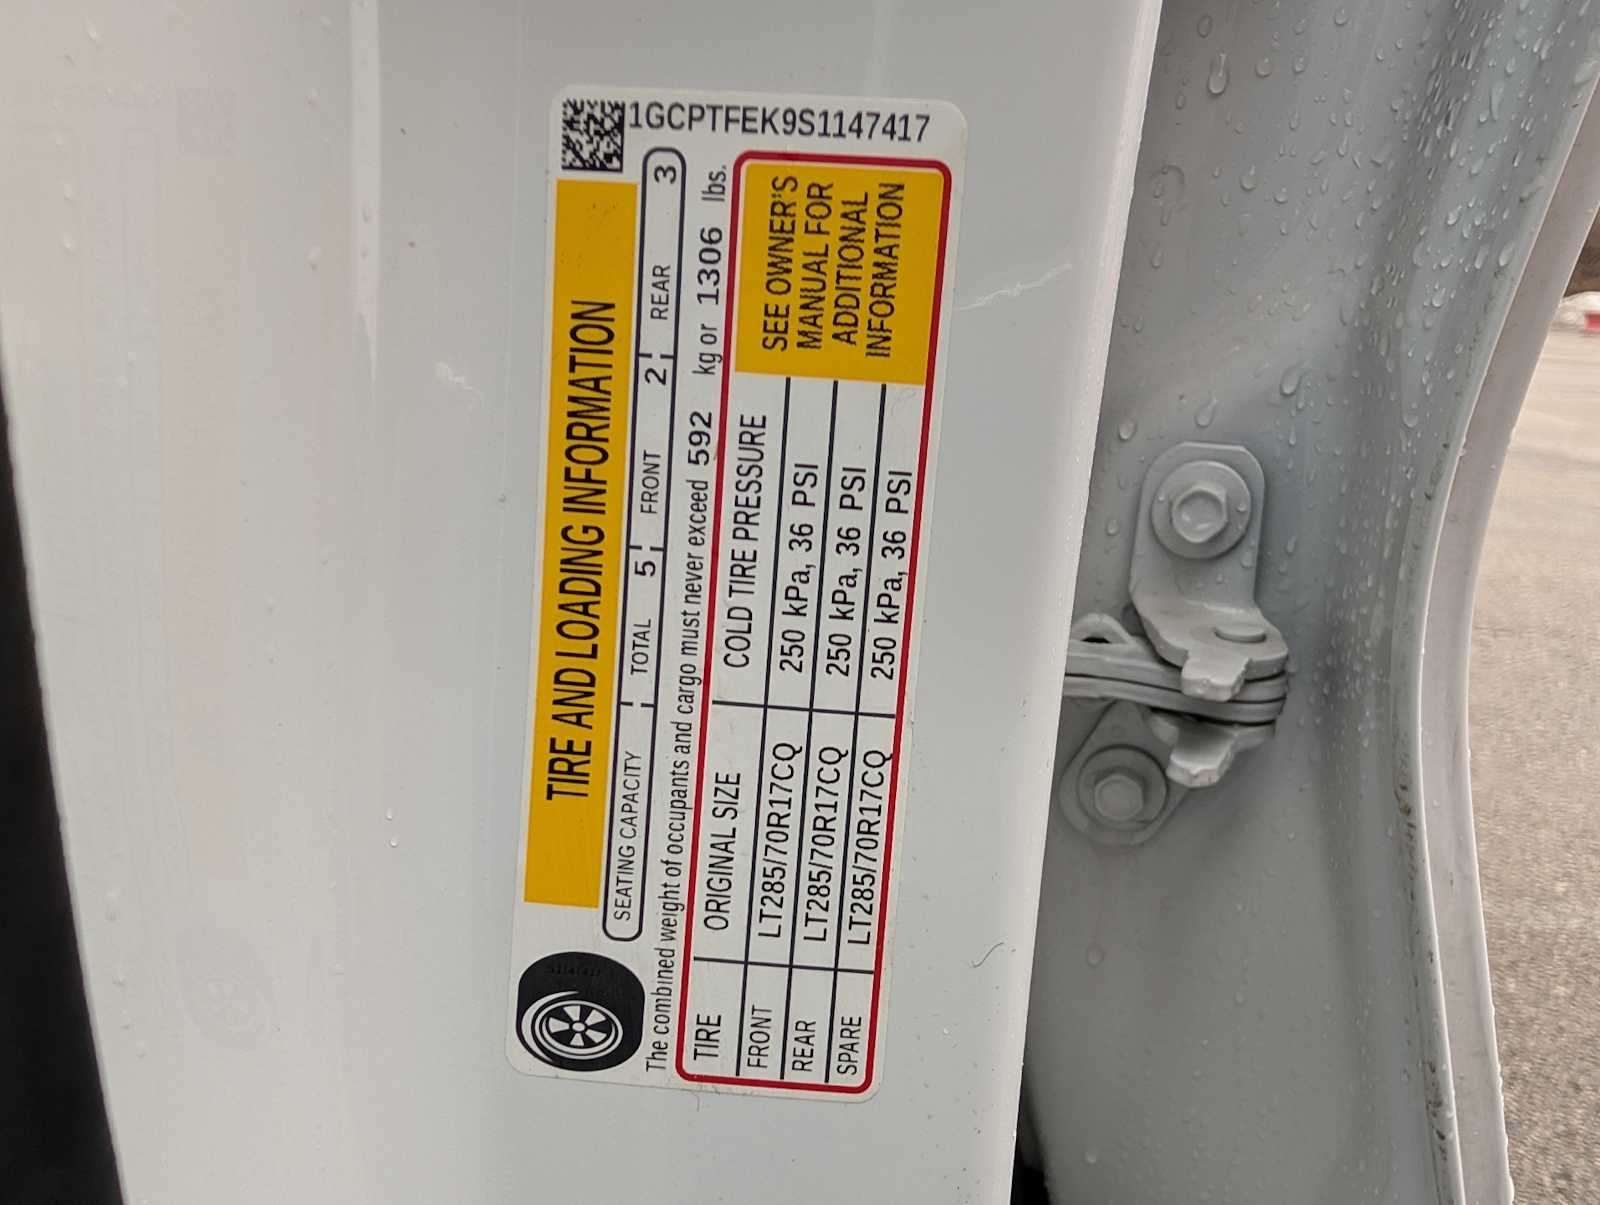 1GCPTFEK9S1147417
TIRE AND LOADING INFORMATION
SEATING CAPACITY TOTAL 5 FRONT 2 REAR 3
The combined weight of occupants and cargo must never exceed 592 kg or 1306 lbs.
TIRE ORIGINAL SIZE COLD TIRE PRESSURE
FRONT LT285/70R17CQ 250 kPa, 36 PSI
REAR LT285/70R17CQ 250 kPa, 36 PSI
SPARE LT285/70R17CQ 250 kPa, 36 PSI
SEE OWNER'S
MANUAL FOR
ADDITIONAL
INFORMATION